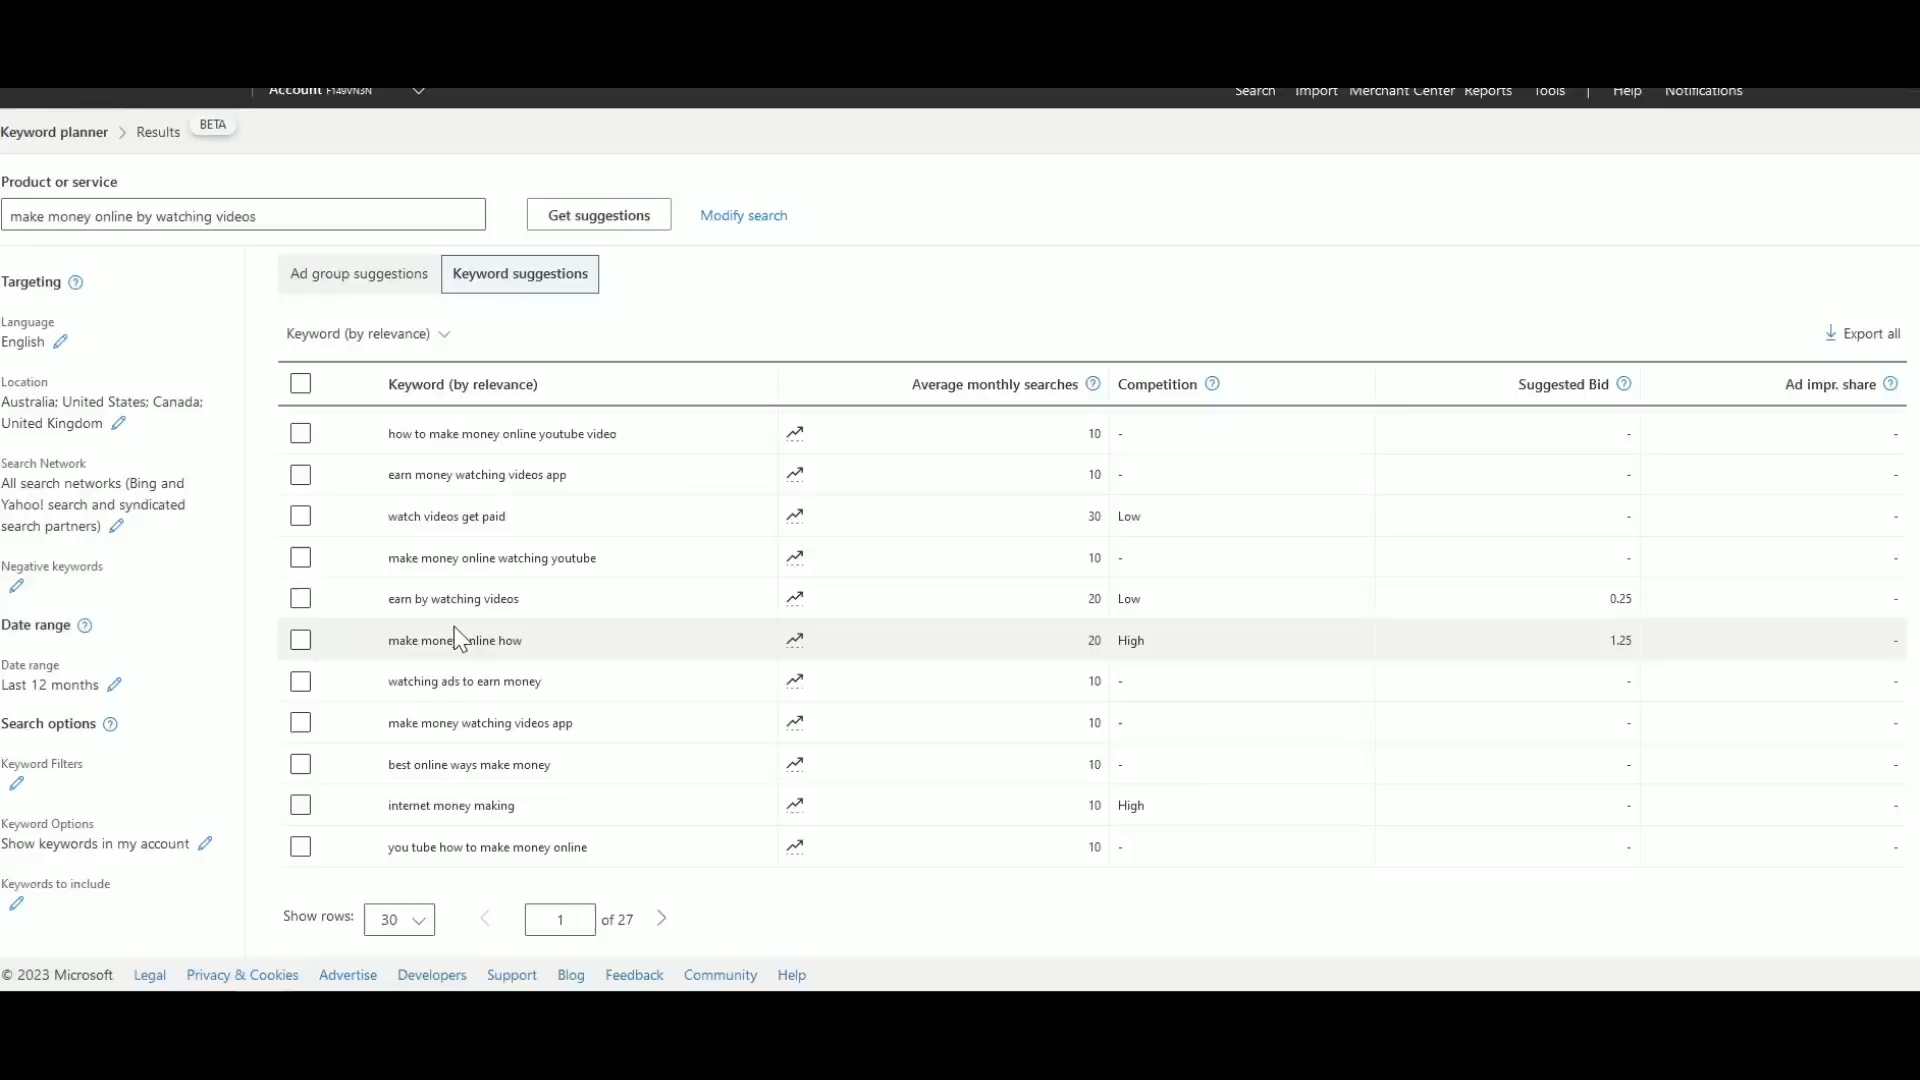 Account F149VN3N
Search Import Merchant Center Reports Tools | Help Notifications
Keyword planner > Results BETA
Product or service
make money online by watching videos
Get suggestions
Modify search
Targeting
Language
English
Location
Australia; United States; Canada;
United Kingdom
Search Network
All search networks (Bing and
Yahoo! search and syndicated
search partners)
Negative keywords
Date range
Date range
Last 12 months
Search options
Keyword Filters
Keyword Options
Show keywords in my account
Keywords to include
Ad group suggestions
Keyword suggestions
Keyword (by relevance)
Export all
Keyword (by relevance) Average monthly searches Competition Suggested Bid Ad impr. share
how to make money online youtube video 10 - - -
earn money watching videos app 10 - - -
watch videos get paid 30 Low - -
make money online watching youtube 10 - - -
earn by watching videos 20 Low 0.25 -
make money online how 20 High 1.25 -
watching ads to earn money 10 - - -
make money watching videos app 10 - - -
best online ways make money 10 - - -
internet money making 10 High - -
you tube how to make money online 10 - - -
Show rows: 30 1 of 27
© 2023 Microsoft Legal Privacy & Cookies Advertise Developers Support Blog Feedback Community Help